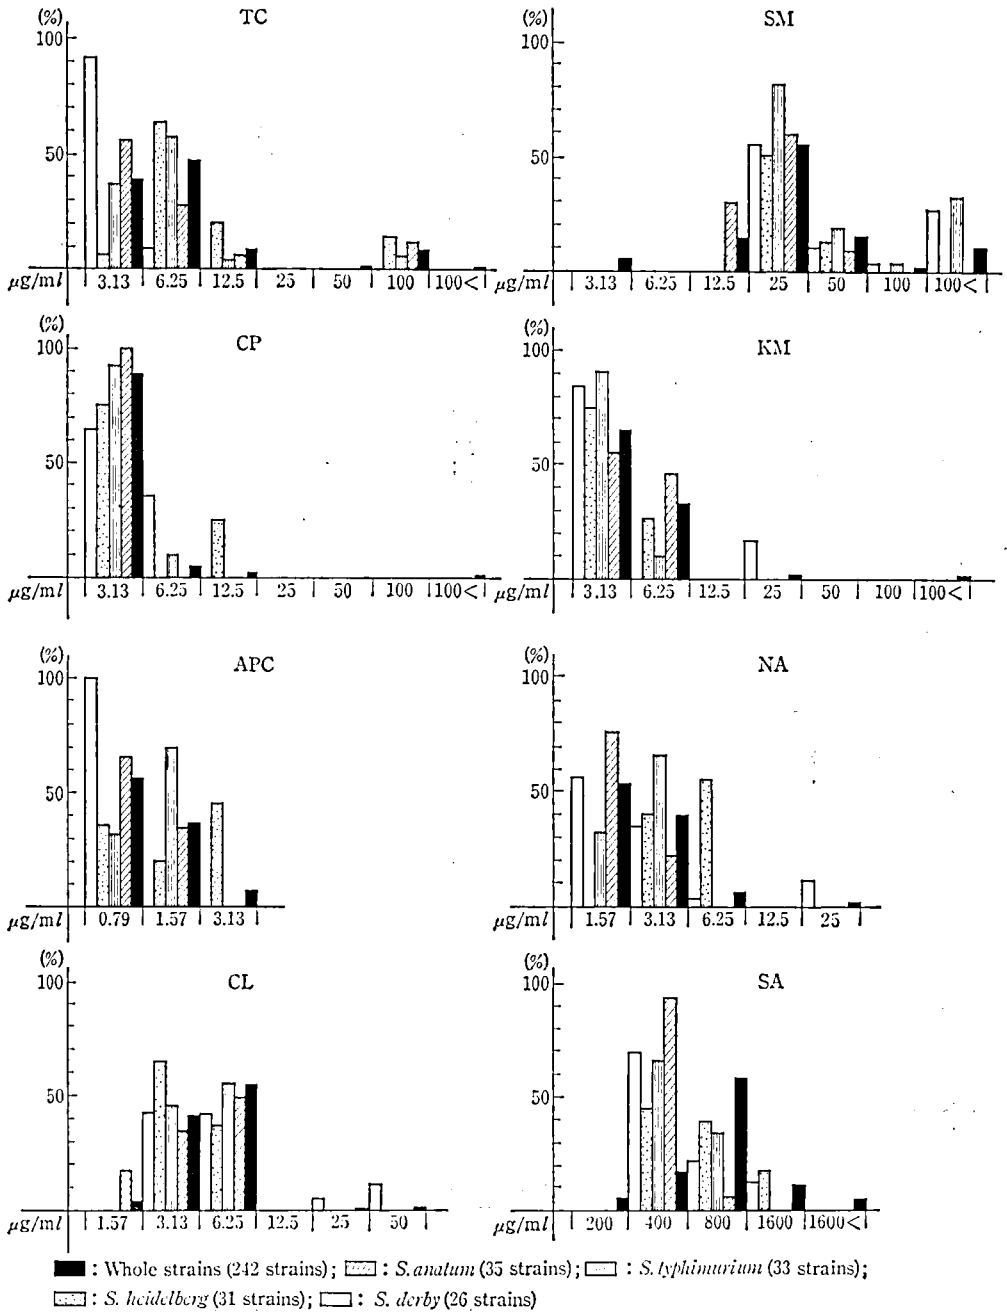 TC
(%)
100
50
μg/ml 3.13 6.25 12.5 25 50 100 100<
SM
(%)
100
50
μg/ml 3.13 6.25 12.5 25 50 100 100<
CP
(%)
100
50
μg/ml 3.13 6.25 12.5 25 50 100 100<
KM
(%)
100
50
μg/ml 3.13 6.25 12.5 25 50 100 100<
APC
(%)
100
50
μg/ml 0.79 1.57 3.13
NA
(%)
100
50
μg/ml 1.57 3.13 6.25 12.5 25
CL
(%)
100
50
μg/ml 1.57 3.13 6.25 12.5 25 50
SA
(%)
100
50
μg/ml 200 400 800 1600 1600<
: Whole strains (242 strains); : S. anatum (35 strains); : S. typhimurium (33 strains);
: S. heidelberg (31 strains); : S. derby (26 strains)